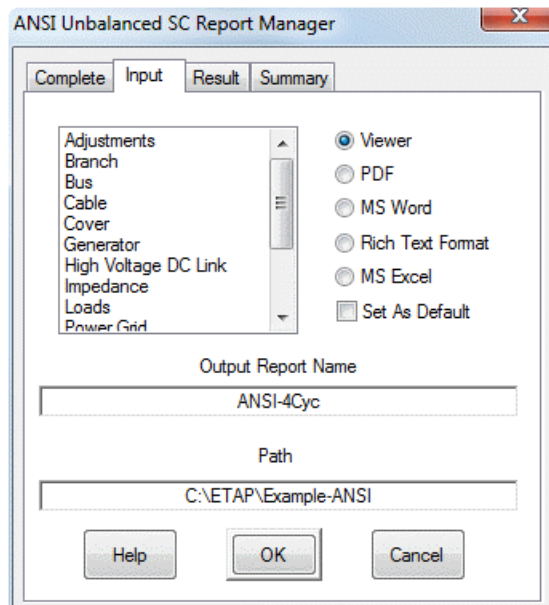 ANSI Unbalanced SC Report Manager
Complete Input Result Summary
Adjustments
Branch
Bus
Cable
Cover
Generator
High Voltage DC Link
Impedance
Loads
Power Grid
Viewer
PDF
MS Word
Rich Text Format
MS Excel
Set As Default
Output Report Name
ANSI-4Cyc
Path
C:\ETAP\Example-ANSI
Help OK Cancel